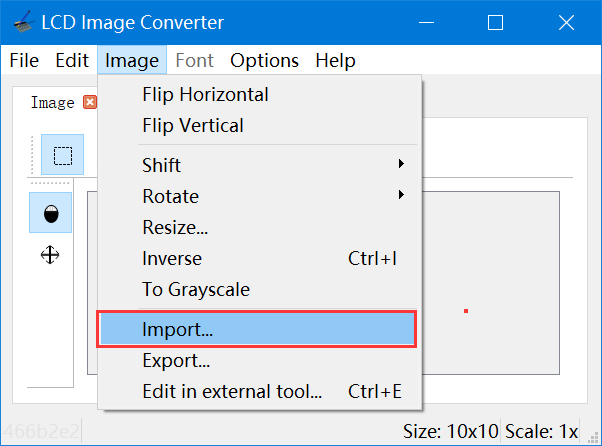 LCD Image Converter
File Edit Image Font Options Help
Image
Flip Horizontal
Flip Vertical
Shift
Rotate
Resize...
Inverse Ctrl+I
To Grayscale
Import...
Export...
Edit in external tool... Ctrl+E
466b2e2 Size: 10x10 Scale: 1x